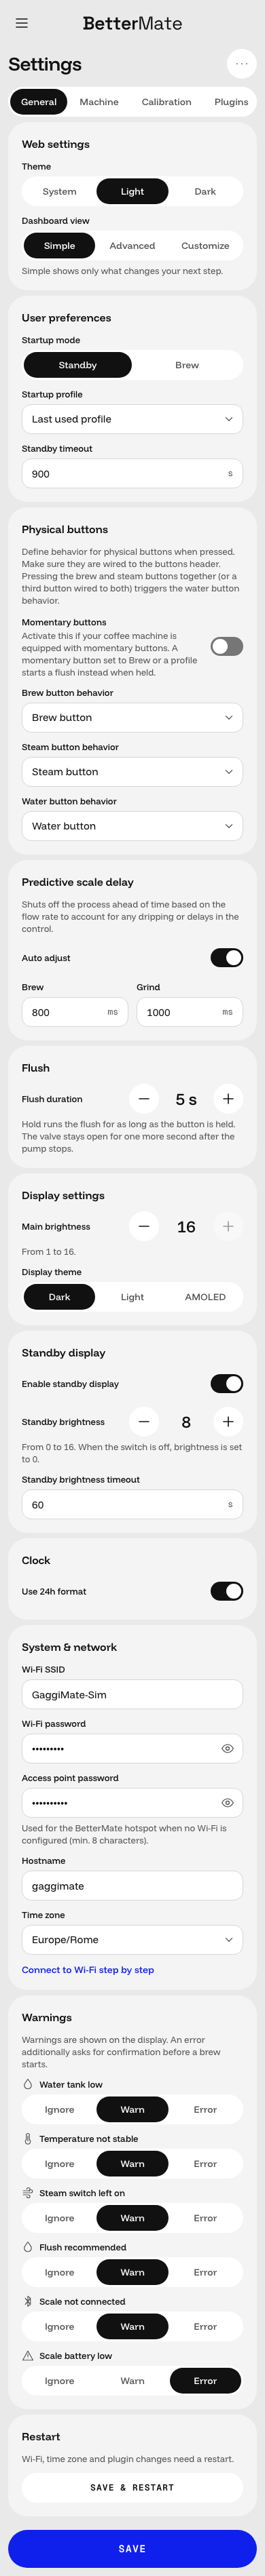 BetterMate
Settings
General Machine Calibration Plugins
Web settings
Theme
System Light Dark
Dashboard view
Simple Advanced Customize
Simple shows only what changes your next step.
User preferences
Startup mode
Standby Brew
Startup profile
Last used profile
Standby timeout
900 s
Physical buttons
Define behavior for physical buttons pressed.
Make sure they are wired to the buttons header.
Pressing the brew and steam buttons together (or a
third button wired to both) triggers the water button
behavior.
Momentary buttons
Activate this if your coffee machine is
equipped with momentary buttons. A
momentary button set to Brew or a profile
starts a flush instead when held.
Brew button behavior
Brew button
Steam button behavior
Steam button
Water button behavior
Water button
Predictive scale delay
Shuts off the process ahead of time based on the
flow rate to account for any dripping or delays in the
control.
Auto adjust
Brew Grind
800 ms 1000 ms
Flush
Flush duration 5 s
Hold runs the flush for as long as the button is held.
The valve stays open for one more second after the
pump stops.
Display settings
Main brightness 16
From 1 to 16.
Display theme
Dark Light AMOLED
Standby display
Enable standby display
Standby brightness 8
From 0 to 16. When the switch is off, brightness is set
to 0.
Standby brightness timeout
60 s
Clock
Use 24h format
System & network
Wi-Fi SSID
GaggiMate-Sim
Wi-Fi password
•••••••••
Access point password
••••••••••
Used for the BetterMate hotspot when no Wi-Fi is
configured (min. 8 characters).
Hostname
gaggimate
Time zone
Europe/Rome
Connect to Wi-Fi step by step
Warnings
Warnings are shown on the display. An error
additionally asks for confirmation before a brew
starts.
Water tank low
Ignore Warn Error
Temperature not stable
Ignore Warn Error
Steam switch left on
Ignore Warn Error
Flush recommended
Ignore Warn Error
Scale not connected
Ignore Warn Error
Scale battery low
Ignore Warn Error
Restart
Wi-Fi, time zone and plugin changes need a restart.
SAVE & RESTART
SAVE